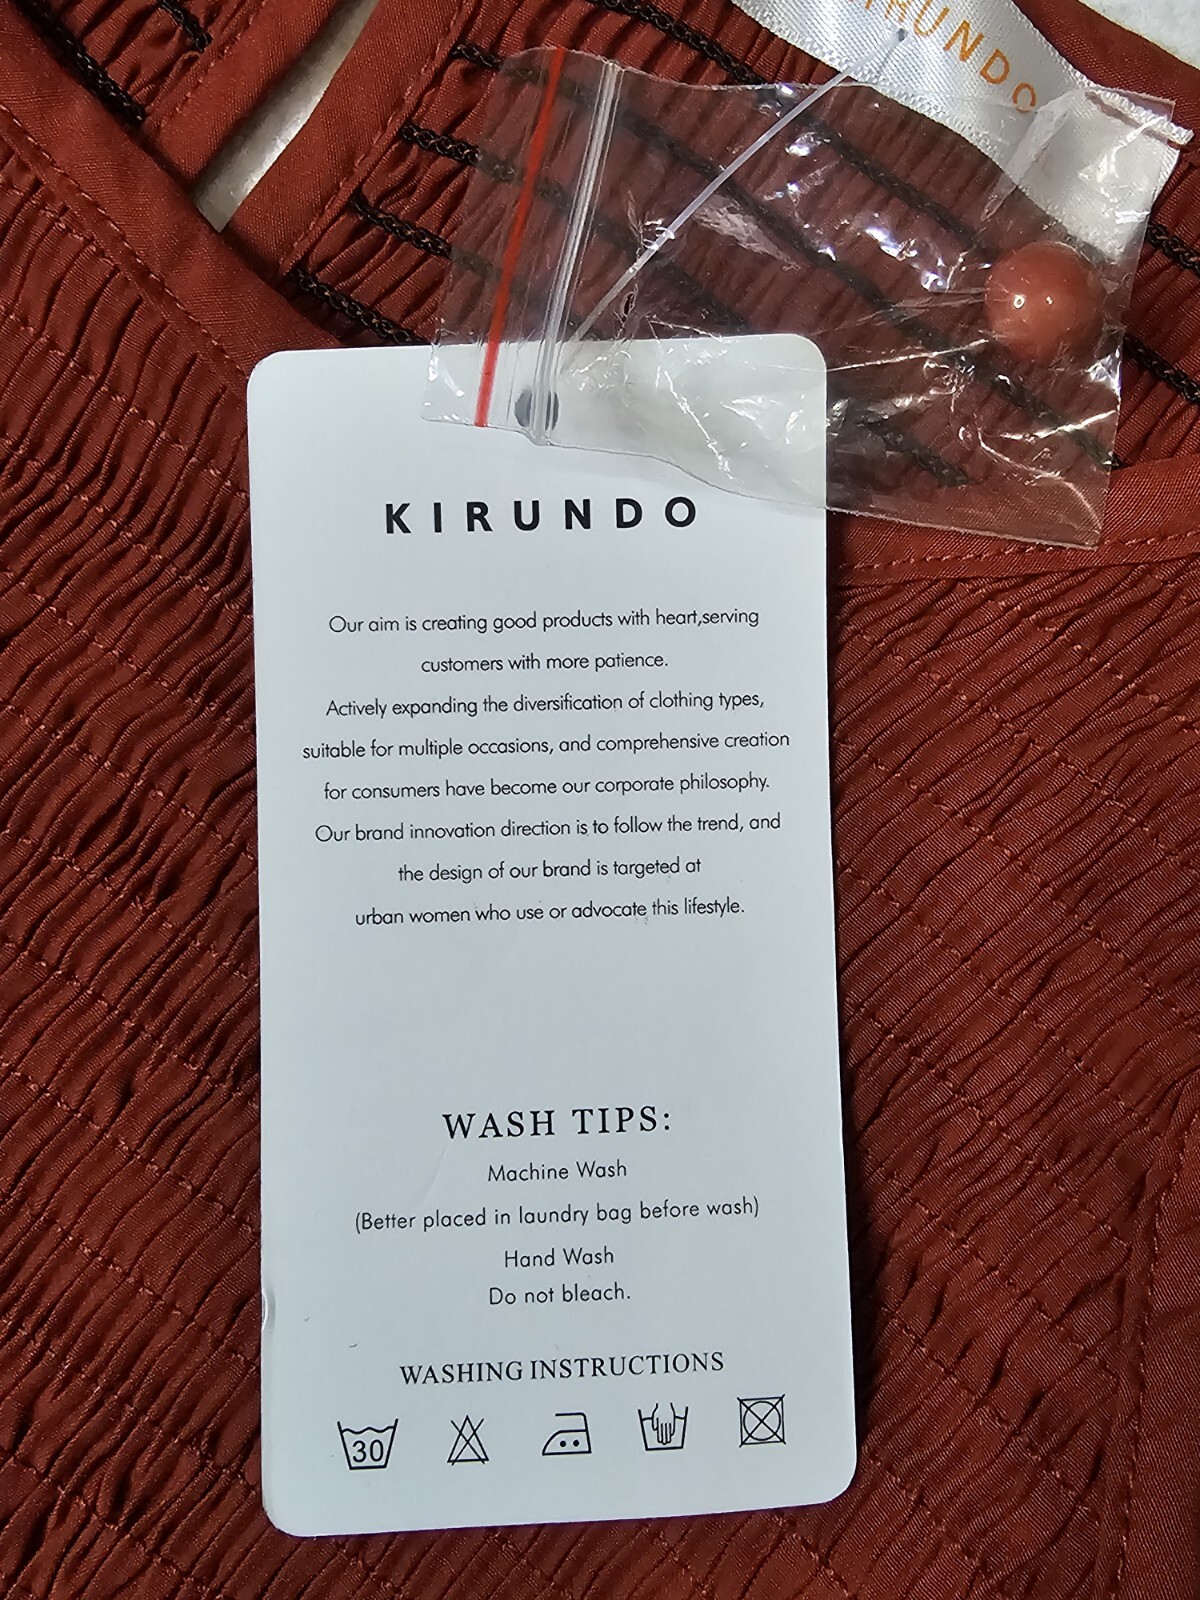 KIRUNDO
KIRUNDO
Our aim is creating good products with heart,serving
customers with more patience.
Actively expanding the diversification of clothing types,
suitable for multiple occasions, and comprehensive creation
for consumers have become our corporate philosophy.
Our brand innovation direction is to follow the trend, and
the design of our brand is targeted at
urban women who use or advocate this lifestyle.
WASH TIPS:
Machine Wash
(Better placed in laundry bag before wash)
Hand Wash
Do not bleach.
WASHING INSTRUCTIONS
30